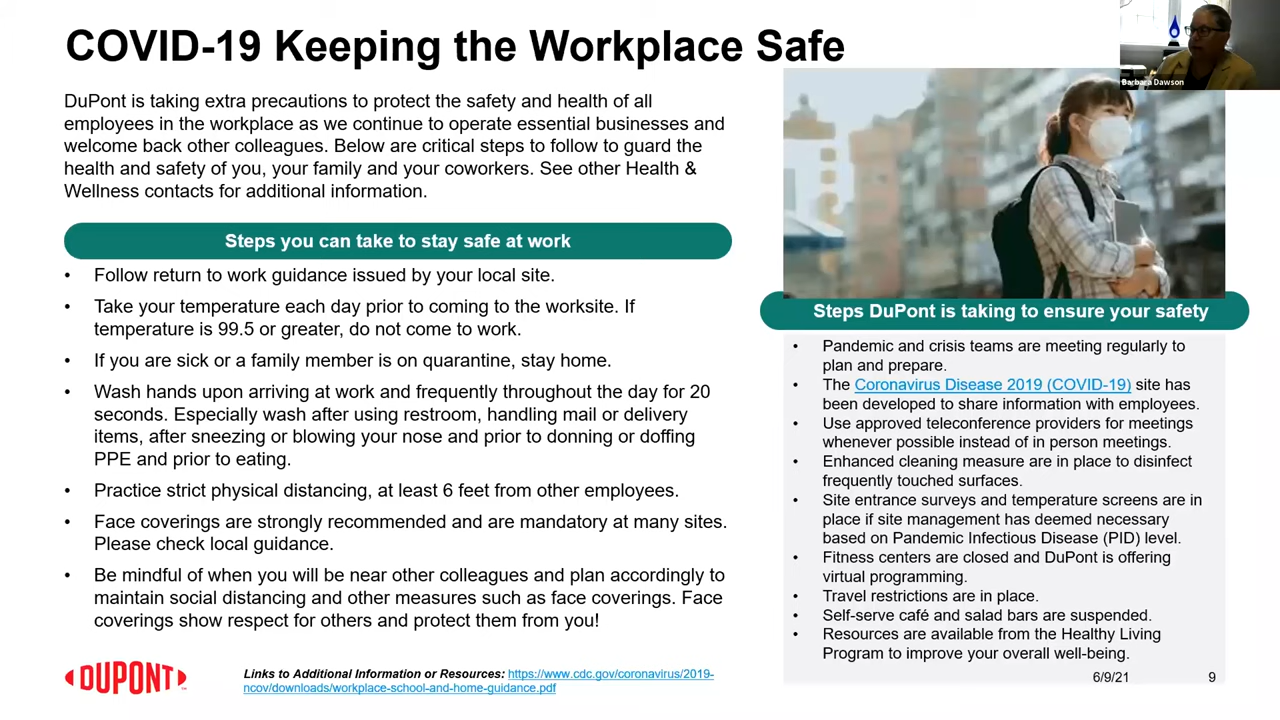 COVID-19 Keeping the Workplace Safe
Barbara Dawson
DuPont is taking extra precautions to protect the safety and health of all
employees in the workplace as we continue to operate essential businesses and
welcome back other colleagues. Below are critical steps to follow to guard the
health and safety of you, your family and your coworkers. See other Health &
Wellness contacts for additional information.
Steps you can take to stay safe at work
• Follow return to work guidance issued by your local site.
• Take your temperature each day prior to coming to the worksite. If
temperature is 99.5 or greater, do not come to work.
• If you are sick or a family member is on quarantine, stay home.
• Wash hands upon arriving at work and frequently throughout the day for 20
seconds. Especially wash after using restroom, handling mail or delivery
items, after sneezing or blowing your nose and prior to donning or doffing
PPE and prior to eating.
• Practice strict physical distancing, at least 6 feet from other employees.
• Face coverings are strongly recommended and are mandatory at many sites.
Please check local guidance.
• Be mindful of when you will be near other colleagues and plan accordingly to
maintain social distancing and other measures such as face coverings. Face
coverings show respect for others and protect them from you!
Steps DuPont is taking to ensure your safety
• Pandemic and crisis teams are meeting regularly to
plan and prepare.
• The Coronavirus Disease 2019 (COVID-19) site has
been developed to share information with employees.
• Use approved teleconference providers for meetings
whenever possible instead of in person meetings.
• Enhanced cleaning measure are in place to disinfect
frequently touched surfaces.
• Site entrance surveys and temperature screens are in
place if site management has deemed necessary
based on Pandemic Infectious Disease (PID) level.
• Fitness centers are closed and DuPont is offering
virtual programming.
• Travel restrictions are in place.
• Self-serve café and salad bars are suspended.
• Resources are available from the Healthy Living
Program to improve your overall well-being.
DUPONT™
Links to Additional Information or Resources: https://www.cdc.gov/coronavirus/2019-
ncov/downloads/workplace-school-and-home-guidance.pdf
6/9/21 9